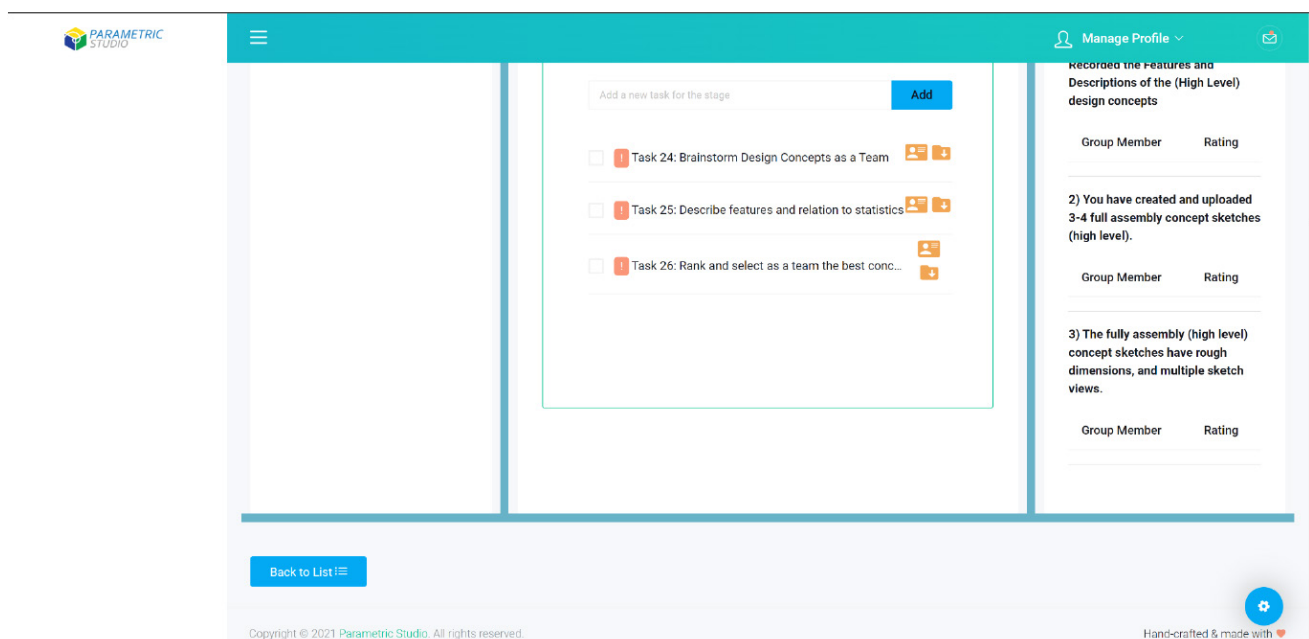 PARAMETRIC
STUDIO
Manage Profile
Add a new task for the stage
Add
! Task 24: Brainstorm Design Concepts as a Team
! Task 25: Describe features and relation to statistics
! Task 26: Rank and select as a team the best conc...
Recorded the Features and
Descriptions of the (High Level)
design concepts
Group Member Rating
2) You have created and uploaded
3-4 full assembly concept sketches
(high level).
Group Member Rating
3) The fully assembly (high level)
concept sketches have rough
dimensions, and multiple sketch
views.
Group Member Rating
Back to List
Copyright © 2021 Parametric Studio. All rights reserved.
Hand-crafted & made with